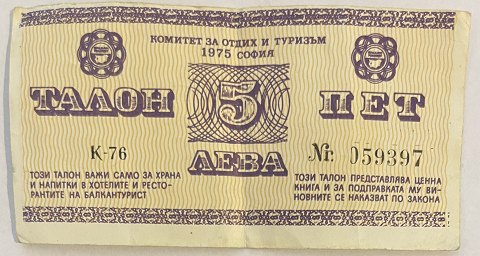 КОМИТЕТ ЗА ОТДИХ И ТУРИЗЪМ
1975 СОФИЯ
ТАЛОН 5 ПЕТ
К-76 ЛЕВА № 059397
ТОЗИ ТАЛОН ВАЖИ САМО ЗА ХРАНА
И НАПИТКИ В ХОТЕЛИТЕ И РЕСТО-
РАНТИТЕ НА БАЛКАНТУРИСТ
ТОЗИ ТАЛОН ПРЕДСТАВЛЯВА ЦЕННА
КНИГА И ЗА ПОДПРАВКАТА МУ ВИ-
НОВНИТЕ СЕ НАКАЗВАТ ПО ЗАКОНА